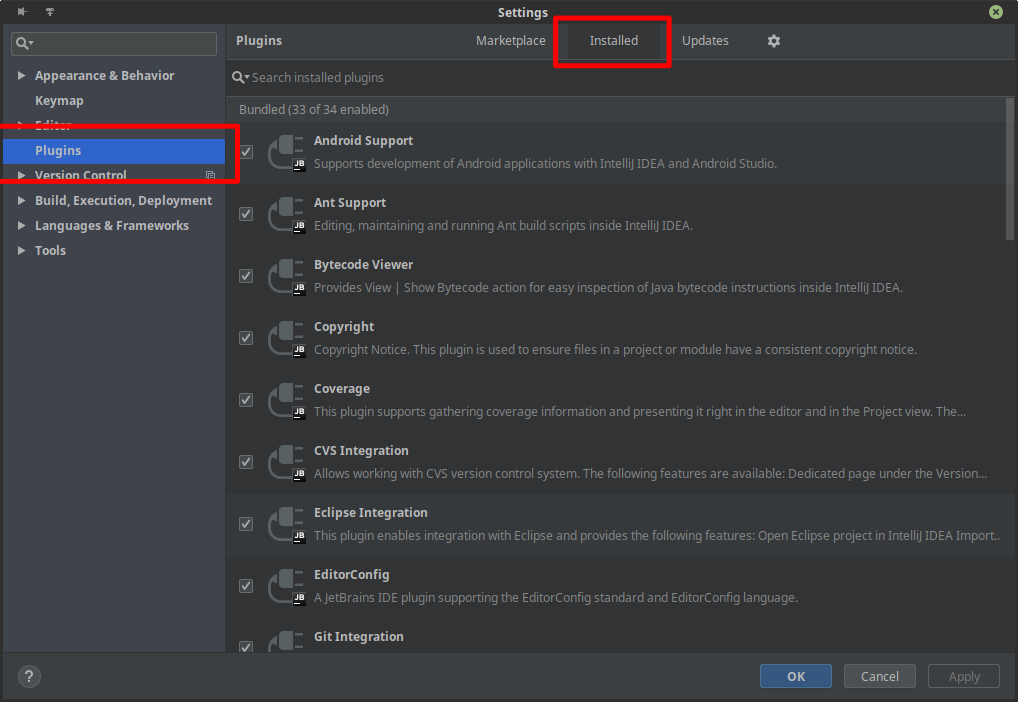 Settings
Plugins
Marketplace
Installed
Updates
Appearance & Behavior
Keymap
Editor
Plugins
Version Control
Build, Execution, Deployment
Languages & Frameworks
Tools
Search installed plugins
Bundled (33 of 34 enabled)
JB
Android Support
Supports development of Android applications with IntelliJ IDEA and Android Studio.
JB
Ant Support
Editing, maintaining and running Ant build scripts inside IntelliJ IDEA.
JB
Bytecode Viewer
Provides View | Show Bytecode action for easy inspection of Java bytecode instructions inside IntelliJ IDEA.
JB
Copyright
Copyright Notice. This plugin is used to ensure files in a project or module have a consistent copyright notice.
JB
Coverage
This plugin supports gathering coverage information and presenting it right in the editor and in the Project view. The...
JB
CVS Integration
Allows working with CVS version control system. The following features are available: Dedicated page under the Version...
JB
Eclipse Integration
This plugin enables integration with Eclipse and provides the following features: Open Eclipse project in IntelliJ IDEA Import..
JB
EditorConfig
A JetBrains IDE plugin supporting the EditorConfig standard and EditorConfig language.
JB
Git Integration
?
OK
Cancel
Apply